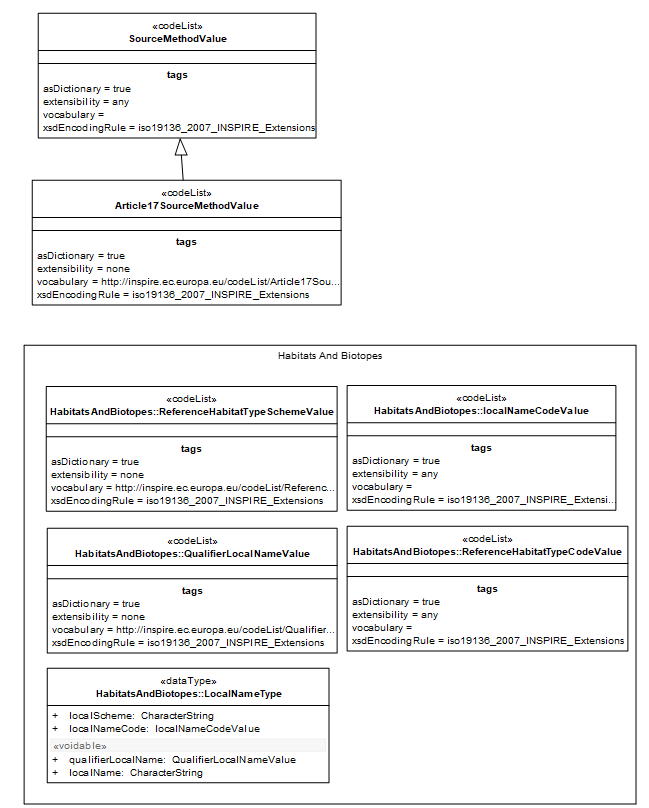 «codeList»
SourceMethodValue
tags
asDictionary = true
extensibility = any
vocabulary =
xsdEncodingRule = iso19136_2007_INSPIRE_Extensions
«codeList»
Article17SourceMethodValue
tags
asDictionary = true
extensibility = none
vocabulary = http://inspire.ec.europa.eu/codeList/Article17Sou...
xsdEncodingRule = iso19136_2007_INSPIRE_Extensions
Habitats And Biotopes
«codeList»
HabitatsAndBiotopes::ReferenceHabitatTypeSchemeValue
tags
asDictionary = true
extensibility = none
vocabulary = http://inspire.ec.europa.eu/codeList/Referenc...
xsdEncodingRule = iso19136_2007_INSPIRE_Extensions
«codeList»
HabitatsAndBiotopes::localNameCodeValue
tags
asDictionary = true
extensibility = any
vocabulary =
xsdEncodingRule = iso19136_2007_INSPIRE_Extensi...
«codeList»
HabitatsAndBiotopes::QualifierLocalNameValue
tags
asDictionary = true
extensibility = none
vocabulary = http://inspire.ec.europa.eu/codeList/Qualifier...
xsdEncodingRule = iso19136_2007_INSPIRE_Extensions
«codeList»
HabitatsAndBiotopes::ReferenceHabitatTypeCodeValue
tags
asDictionary = true
extensibility = any
vocabulary =
xsdEncodingRule = iso19136_2007_INSPIRE_Extensions
«dataType»
HabitatsAndBiotopes::LocalNameType
+ localScheme: CharacterString
+ localNameCode: localNameCodeValue
«voidable»
+ qualifierLocalName: QualifierLocalNameValue
+ localName: CharacterString